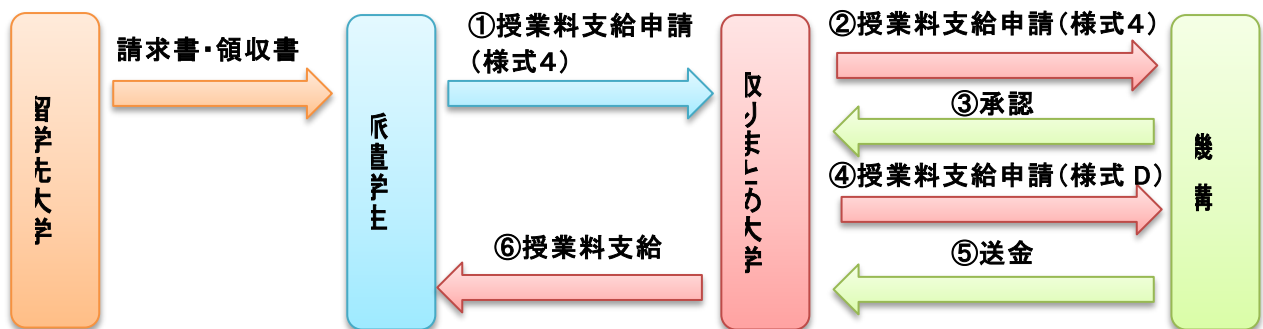 留学先大学
請求書・領収書
派遣学生
①授業料支給申請
（様式４）
取りまとめ大学
②授業料支給申請（様式４）
③承認
④授業料支給申請（様式 D）
⑤送金
⑥授業料支給
機 構